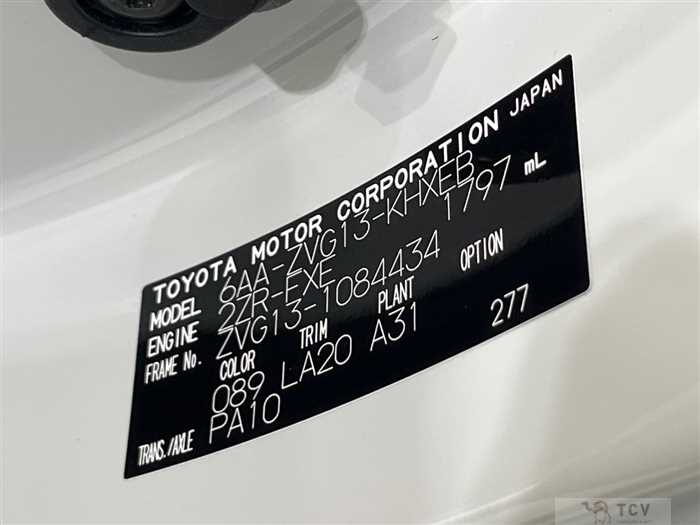 TOYOTA MOTOR CORPORATION JAPAN
MODEL 6AA-ZVG13-KHXEB
ENGINE 2ZR-FXE 1797 mL
FRAME No. ZVG13-1084434
COLOR TRIM PLANT OPTION
089 LA20 A31 277
TRANS./AXLE PA10
TCV